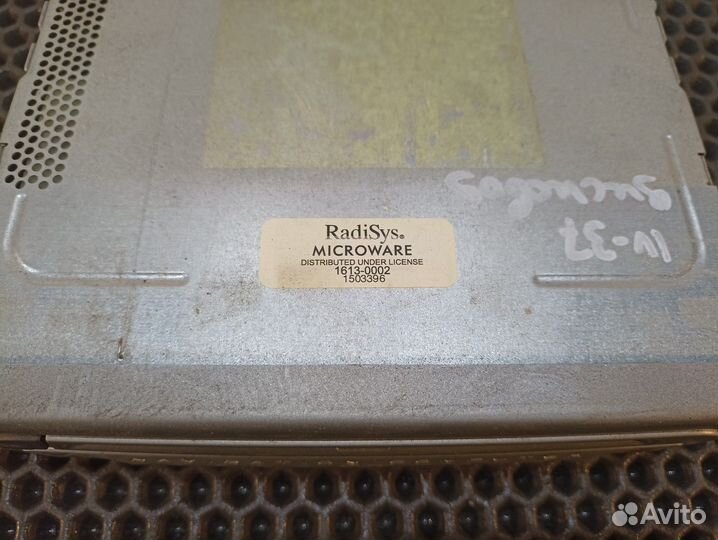 RadiSys®
MICROWARE
DISTRIBUTED UNDER LICENSE
1613-0002
1503396
Avito